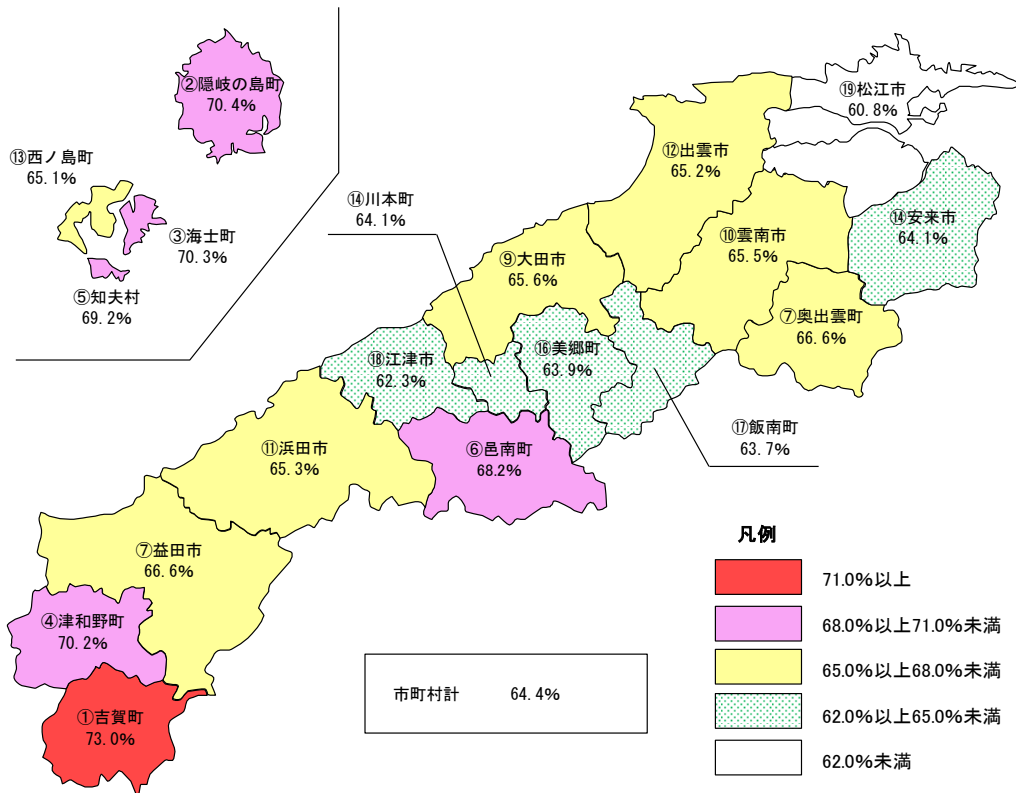 ②隠岐の島町
70.4%
⑬西ノ島町
65.1%
③海士町
70.3%
⑤知夫村
69.2%
⑲松江市
60.8%
⑫出雲市
65.2%
⑭川本町
64.1%
⑭安来市
64.1%
⑩雲南市
65.5%
⑨大田市
65.6%
⑦奥出雲町
66.6%
⑯美郷町
63.9%
⑱江津市
62.3%
⑰飯南町
63.7%
⑪浜田市
65.3%
⑥邑南町
68.2%
⑦益田市
66.6%
④津和野町
70.2%
①吉賀町
73.0%
市町村計 64.4%
凡例
71.0%以上
68.0%以上71.0%未満
65.0%以上68.0%未満
62.0%以上65.0%未満
62.0%未満